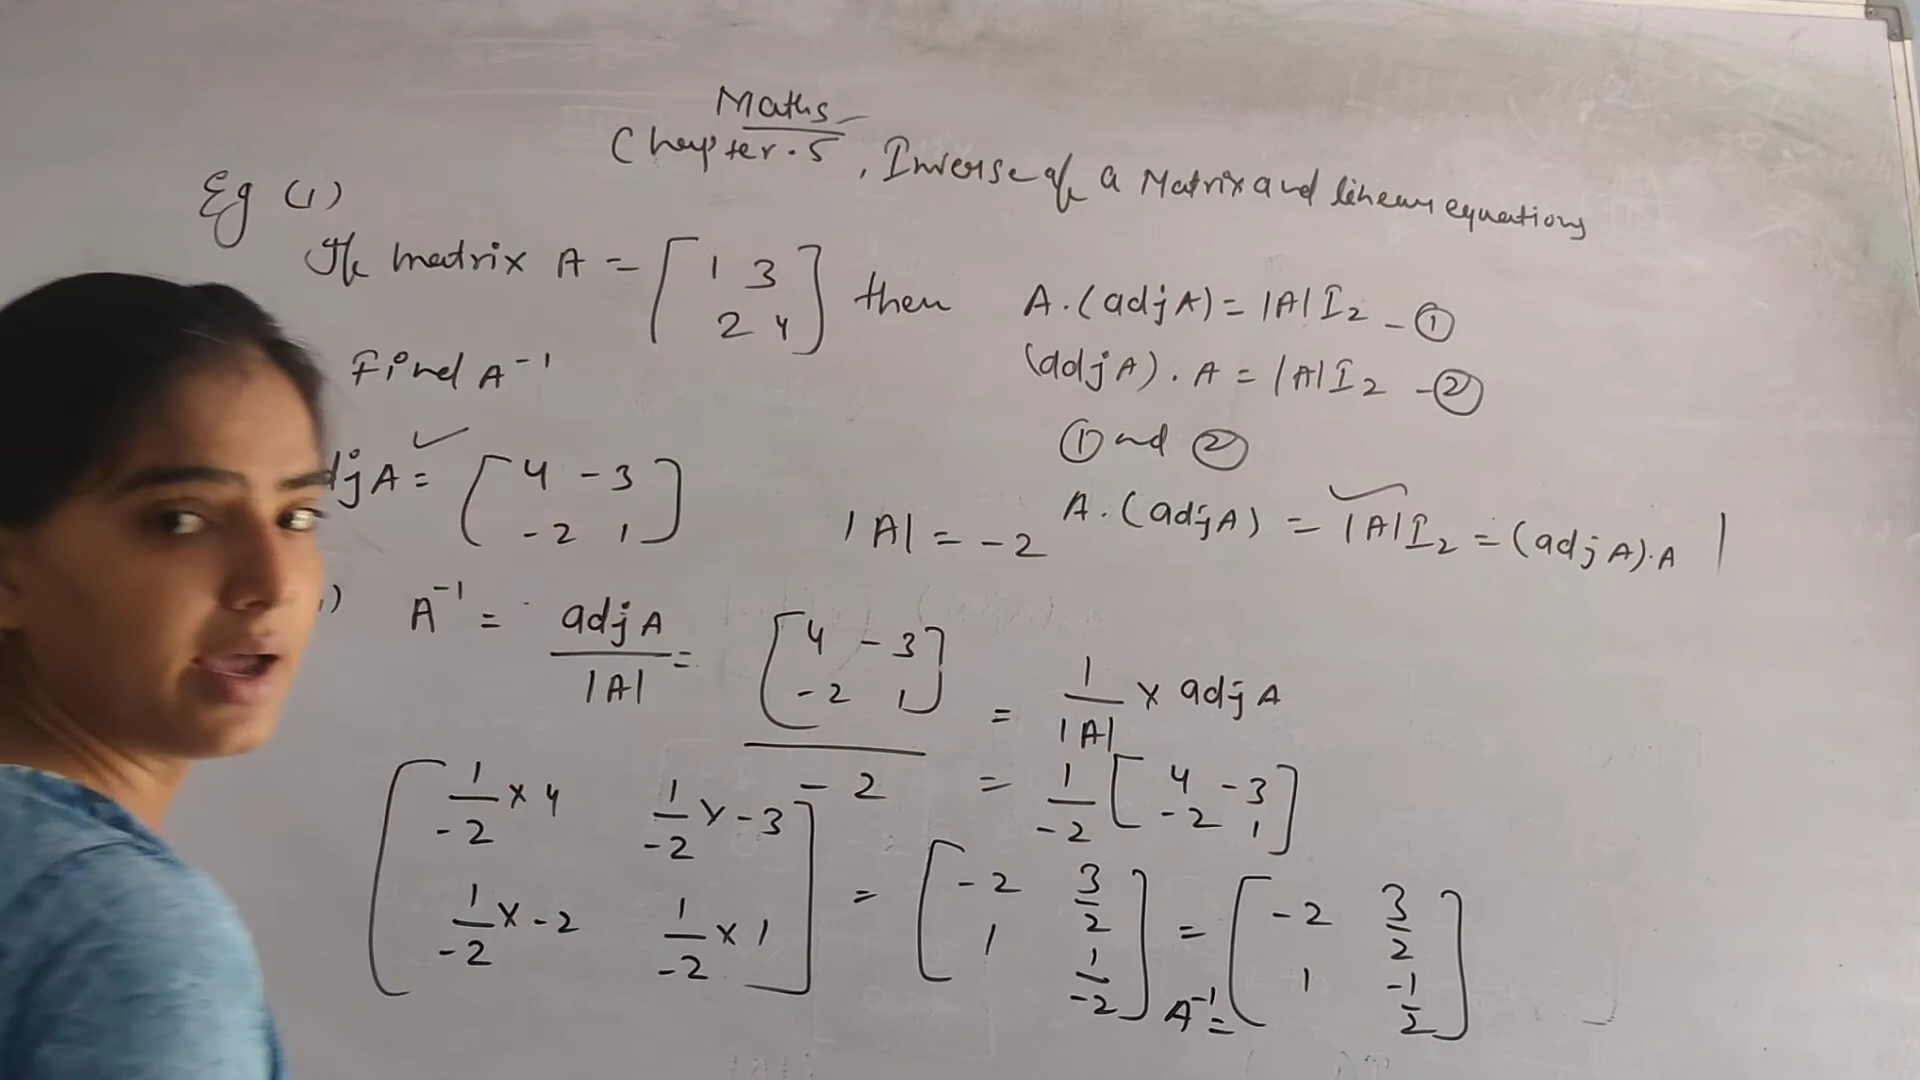 Maths
Chapter.5, Inverse of a Matrix and linear equations
Eg (1)
If matrix A = [ 1 3 ; 2 4 ] then
Find A⁻¹
A.(adjA) = |A|I₂ - ①
(adjA).A = |A|I₂ - ②
① and ②
A.(adjA) = |A|I₂ = (adjA).A |
djA = [ 4 -3 ; -2 1 ] ✓
|A| = -2
) A⁻¹ = adjA / |A| = [ 4 -3 ; -2 1 ] / -2 = 1/|A| × adjA
= 1/-2 [ 4 -3 ; -2 1 ]
[ 1/-2 × 4 1/-2 × -3 ; 1/-2 × -2 1/-2 × 1 ] = [ -2 3/2 ; 1 1/-2 ] = [ -2 3/2 ; 1 -1/2 ]
A⁻¹ =